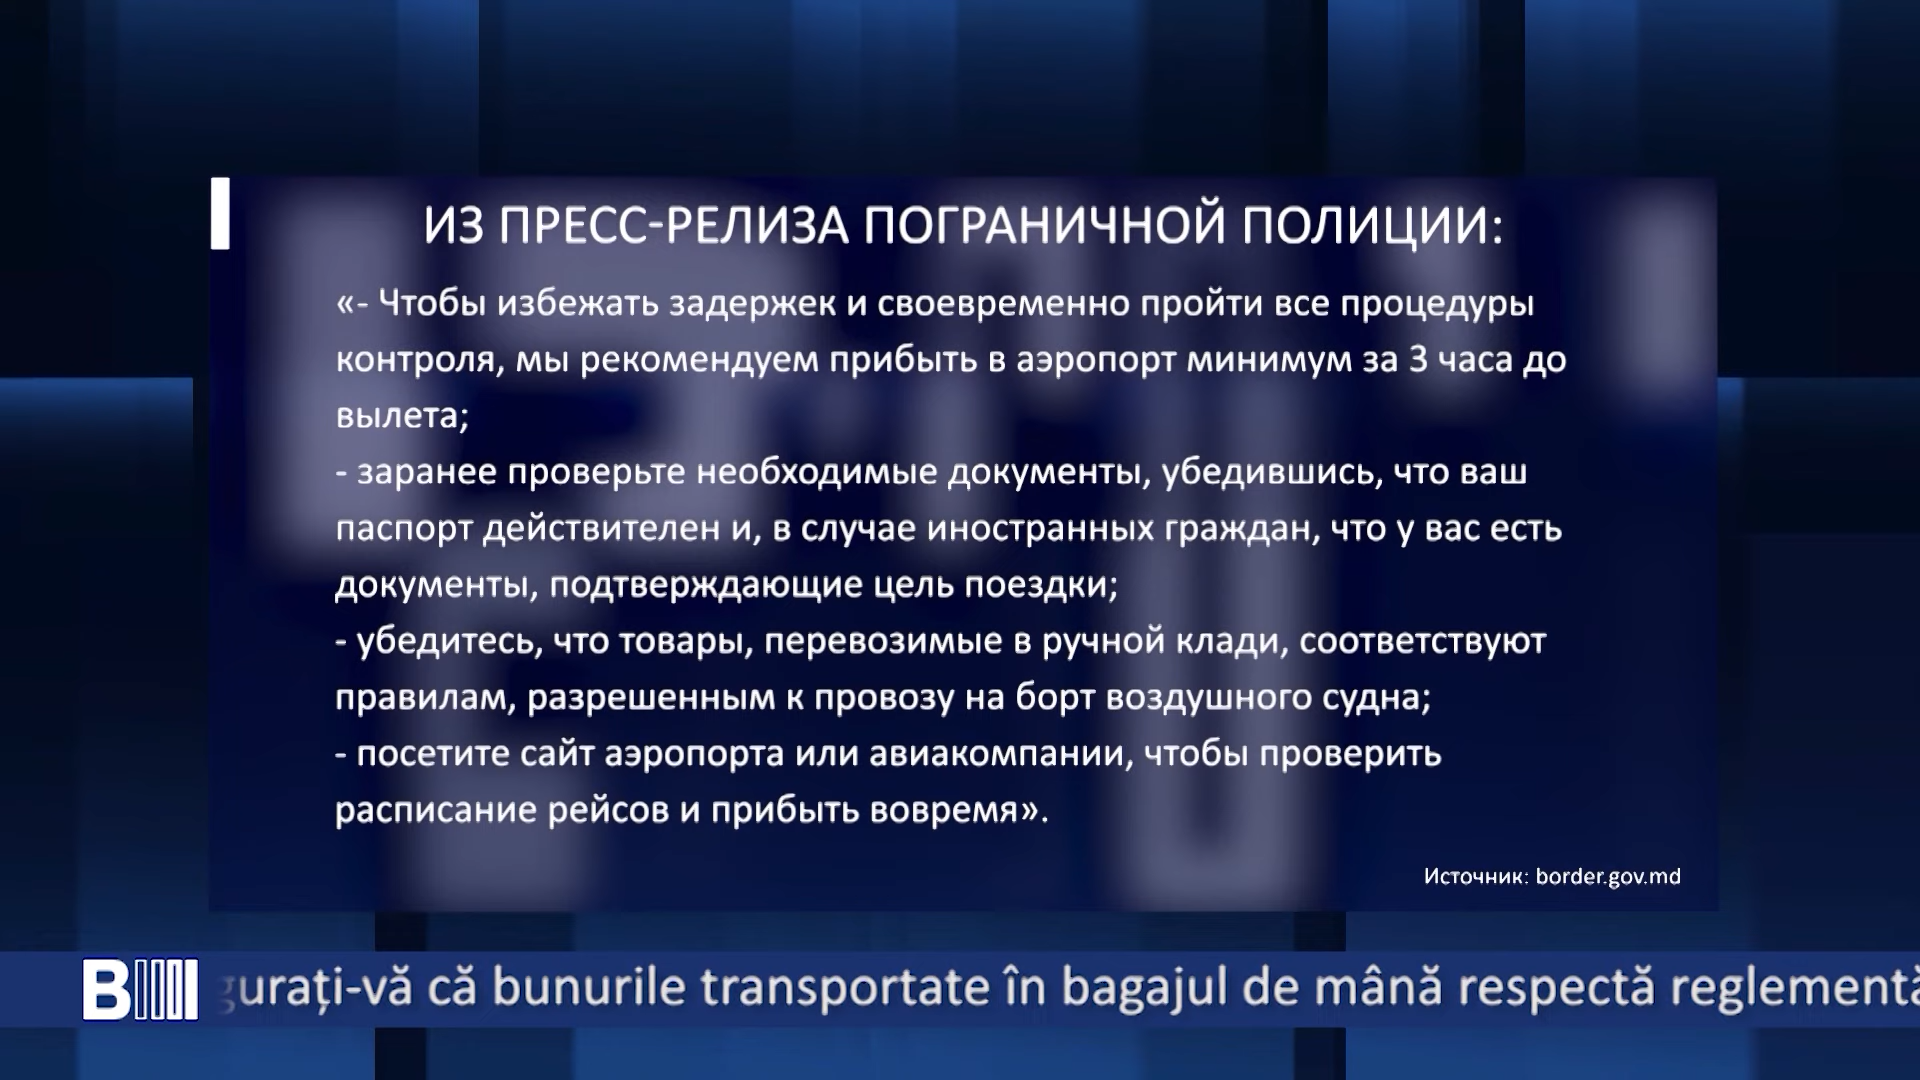 ИЗ ПРЕСС-РЕЛИЗА ПОГРАНИЧНОЙ ПОЛИЦИИ:
«- Чтобы избежать задержек и своевременно пройти все процедуры
контроля, мы рекомендуем прибыть в аэропорт минимум за 3 часа до
вылета;
- заранее проверьте необходимые документы, убедившись, что ваш
паспорт действителен и, в случае иностранных граждан, что у вас есть
документы, подтверждающие цель поездки;
- убедитесь, что товары, перевозимые в ручной клади, соответствуют
правилам, разрешенным к провозу на борт воздушного судна;
- посетите сайт аэропорта или авиакомпании, чтобы проверить
расписание рейсов и прибыть вовремя».
Источник: border.gov.md
B gurați-vă că bunurile transportate în bagajul de mână respectă reglementă